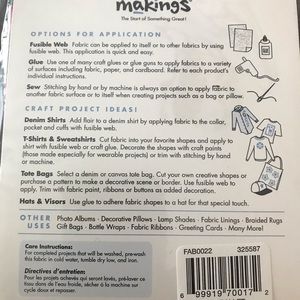 makings
The Start of Something Great!
OPTIONS FOR APPLICATION
Fusible Web Fabric can be applied to itself or to other fabrics by using
fusible web. This application is quick and easy.
Glue Use one of many craft glues or glue guns to apply fabrics to a variety
of surfaces including fabric, paper, and cardboard. Refer to each product's
individual instructions.
Sew Stitching by hand or by machine is always an option to apply fabric to
another fabric surface or to itself when creating projects such as a bag or pillow.
CRAFT PROJECT IDEAS!
Denim Shirts Add flair to a denim shirt by applying fabric to the collar,
pocket and cuffs with fusible web.
T-Shirts & Sweatshirts Cut fabric into your favorite shapes and apply to
shirt with fusible web or craft glue. Decorate the shapes with craft paints
(those made especially for wearable projects) or trim with stitching by hand
or machine.
Tote Bags Select a denim or canvas tote bag. Cut your own creative shapes or
purchase a pattern to make a decorative scene or border. Use fusible web to
apply. Trim with fabric paint, ribbons or buttons as added decoration.
Hats & Visors Use glue to adhere fabric shapes to a hat for that special touch.
OTHER USES
Photo Albums · Decorative Pillows · Lamp Shades · Fabric Linings · Braided Rugs
Gift Bags · Bottle Wraps · Fabric Ribbons · Greeting Cards · Many More!
Care Instructions:
For completed projects that will be washed, pre-wash
this fabric in cold water, tumble dry low, and iron.
Directives d'entretien:
Pour les projets achevés qui seront lavés, pré-laver ce
tissu dans l'eau froide, sécher à la machine sur
cycle doux et repasser.
FAB0022 325587
6 99919 70017 2